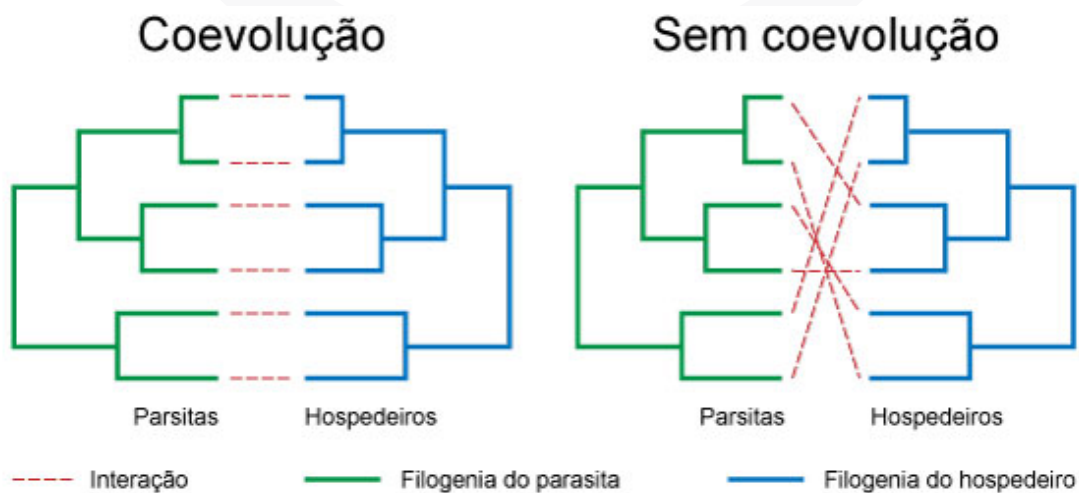 Coevolução
Sem coevolução
Parsitas
Hospedeiros
Parsitas
Hospedeiros
Interação
Filogenia do parasita
Filogenia do hospedeiro